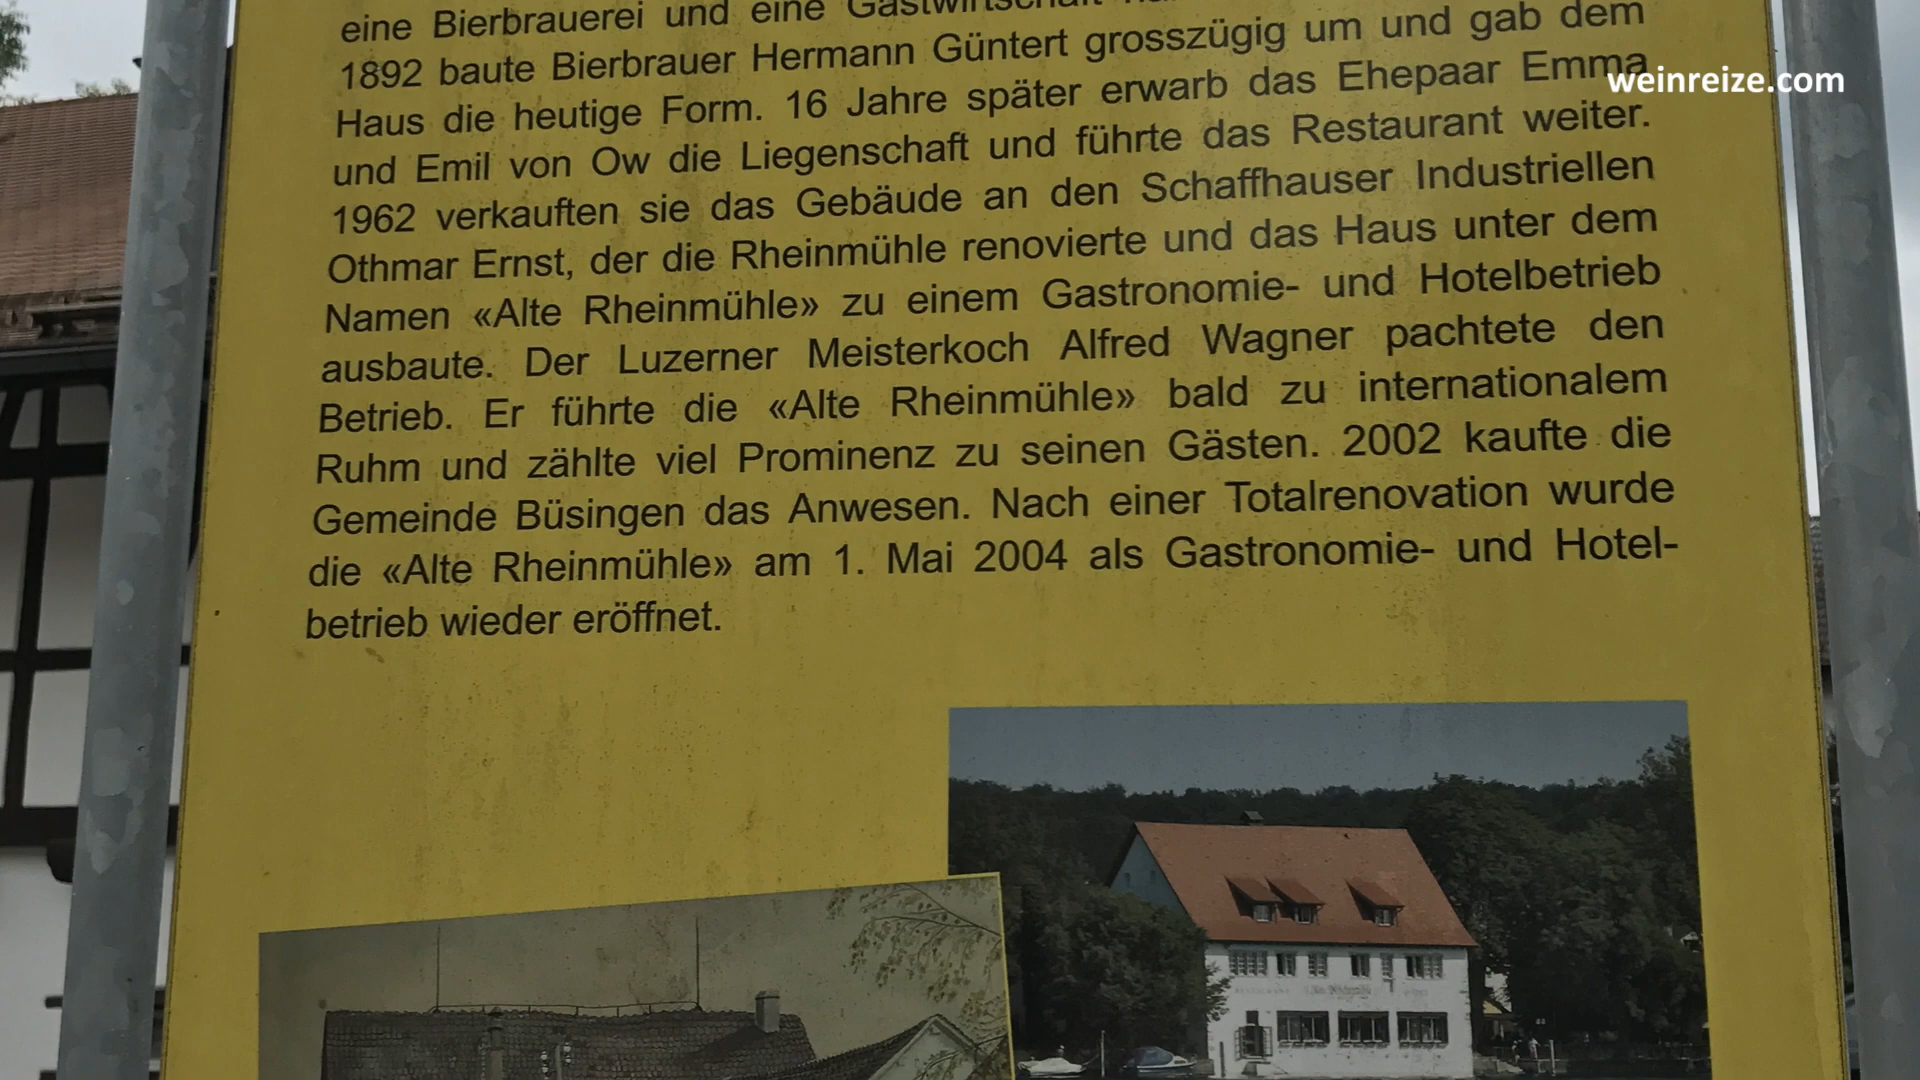 eine Bierbrauerei und eine Gastwirtschaft
1892 baute Bierbrauer Hermann Güntert grosszügig um und gab dem
Haus die heutige Form. 16 Jahre später erwarb das Ehepaar Emma
und Emil von Ow die Liegenschaft und führte das Restaurant weiter.
1962 verkauften sie das Gebäude an den Schaffhauser Industriellen
Othmar Ernst, der die Rheinmühle renovierte und das Haus unter dem
Namen «Alte Rheinmühle» zu einem Gastronomie- und Hotelbetrieb
ausbaute. Der Luzerner Meisterkoch Alfred Wagner pachtete den
Betrieb. Er führte die «Alte Rheinmühle» bald zu internationalem
Ruhm und zählte viel Prominenz zu seinen Gästen. 2002 kaufte die
Gemeinde Büsingen das Anwesen. Nach einer Totalrenovation wurde
die «Alte Rheinmühle» am 1. Mai 2004 als Gastronomie- und Hotel-
betrieb wieder eröffnet.
weinreize.com